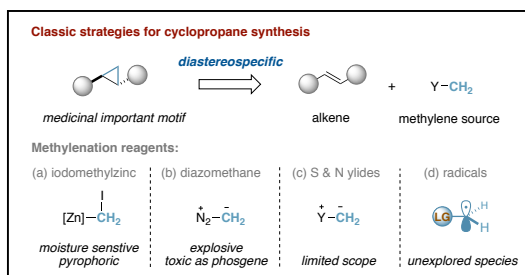 Classic strategies for cyclopropane synthesis
diastereospecific
Y–CH₂
+
medicinal important motif
alkene
methylene source
Methylenation reagents:
(a) iodomethylzinc
(b) diazomethane
(c) S & N ylides
(d) radicals
I
[Zn]–CH₂
+ –
N₂–CH₂
+ –
Y–CH₂
LG
H
H
moisture senstive
pyrophoric
explosive
toxic as phosgene
limited scope
unexplored species